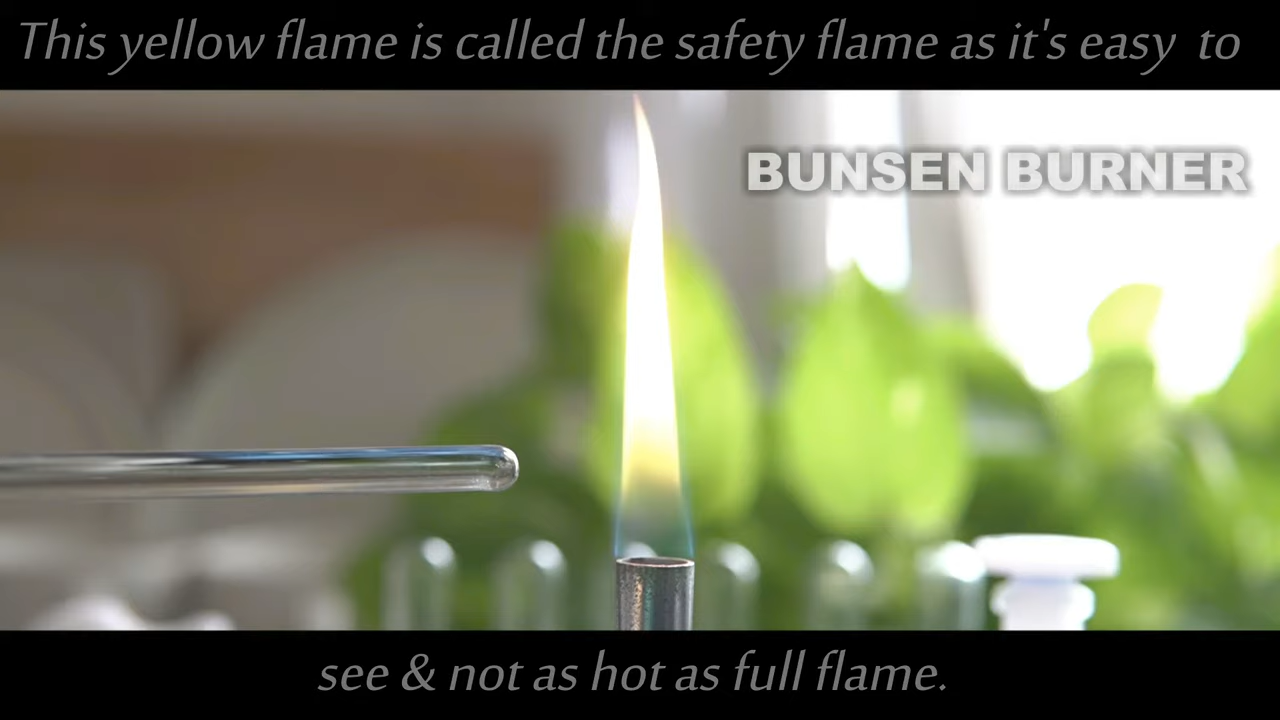 This yellow flame is called the safety flame as it's easy to
BUNSEN BURNER
see & not as hot as full flame.